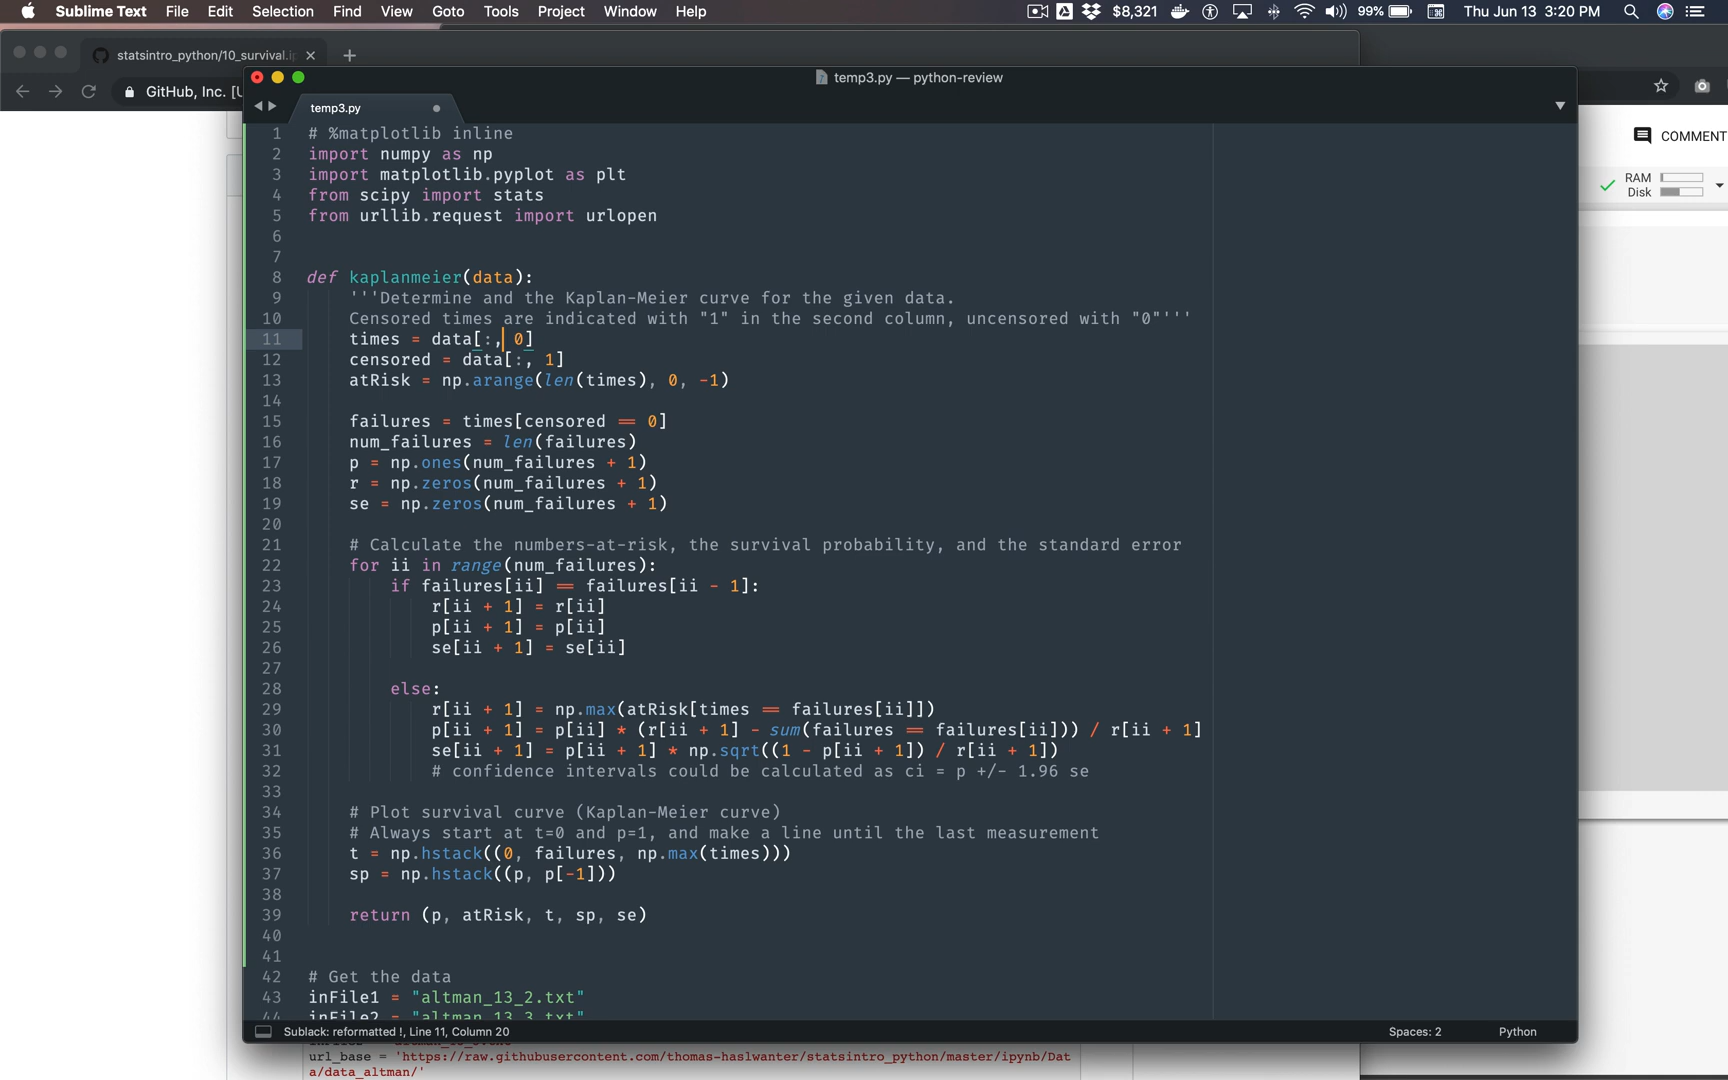 Sublime Text File Edit Selection Find View Goto Tools Project Window Help $8,321 99% Thu Jun 13 3:20 PM
statsintro_python/10_survival.i
GitHub, Inc. [U
temp3.py — python-review
temp3.py
COMMENT
RAM
Disk
1 # %matplotlib inline
2 import numpy as np
3 import matplotlib.pyplot as plt
4 from scipy import stats
5 from urllib.request import urlopen
6
7
8 def kaplanmeier(data):
9 '''Determine and the Kaplan-Meier curve for the given data.
10 Censored times are indicated with "1" in the second column, uncensored with "0"'''
11 times = data[:, 0]
12 censored = data[:, 1]
13 atRisk = np.arange(len(times), 0, -1)
14
15 failures = times[censored == 0]
16 num_failures = len(failures)
17 p = np.ones(num_failures + 1)
18 r = np.zeros(num_failures + 1)
19 se = np.zeros(num_failures + 1)
20
21 # Calculate the numbers-at-risk, the survival probability, and the standard error
22 for ii in range(num_failures):
23 if failures[ii] == failures[ii - 1]:
24 r[ii + 1] = r[ii]
25 p[ii + 1] = p[ii]
26 se[ii + 1] = se[ii]
27
28 else:
29 r[ii + 1] = np.max(atRisk[times == failures[ii]])
30 p[ii + 1] = p[ii] * (r[ii + 1] - sum(failures == failures[ii])) / r[ii + 1]
31 se[ii + 1] = p[ii + 1] * np.sqrt((1 - p[ii + 1]) / r[ii + 1])
32 # confidence intervals could be calculated as ci = p +/- 1.96 se
33
34 # Plot survival curve (Kaplan-Meier curve)
35 # Always start at t=0 and p=1, and make a line until the last measurement
36 t = np.hstack((0, failures, np.max(times)))
37 sp = np.hstack((p, p[-1]))
38
39 return (p, atRisk, t, sp, se)
40
41
42 # Get the data
43 inFile1 = "altman_13_2.txt"
44 inFile2 = "altman_13_3.txt"
Sublack: reformatted !, Line 11, Column 20 Spaces: 2 Python
url_base = 'https://raw.githubusercontent.com/thomas-haslwanter/statsintro_python/master/ipynb/Dat
a/data_altman/'